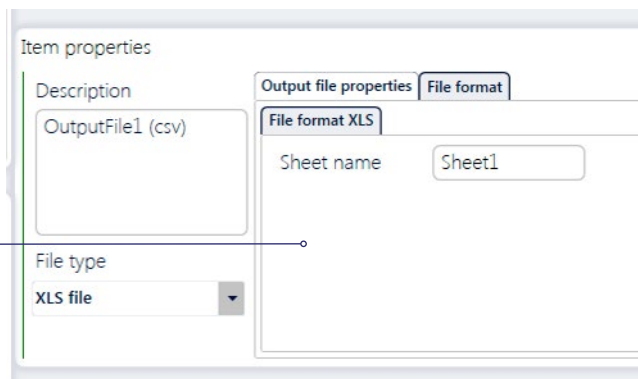 Item properties
Description
OutputFile1 (csv)
File type
XLS file
Output file properties File format
File format XLS
Sheet name Sheet1